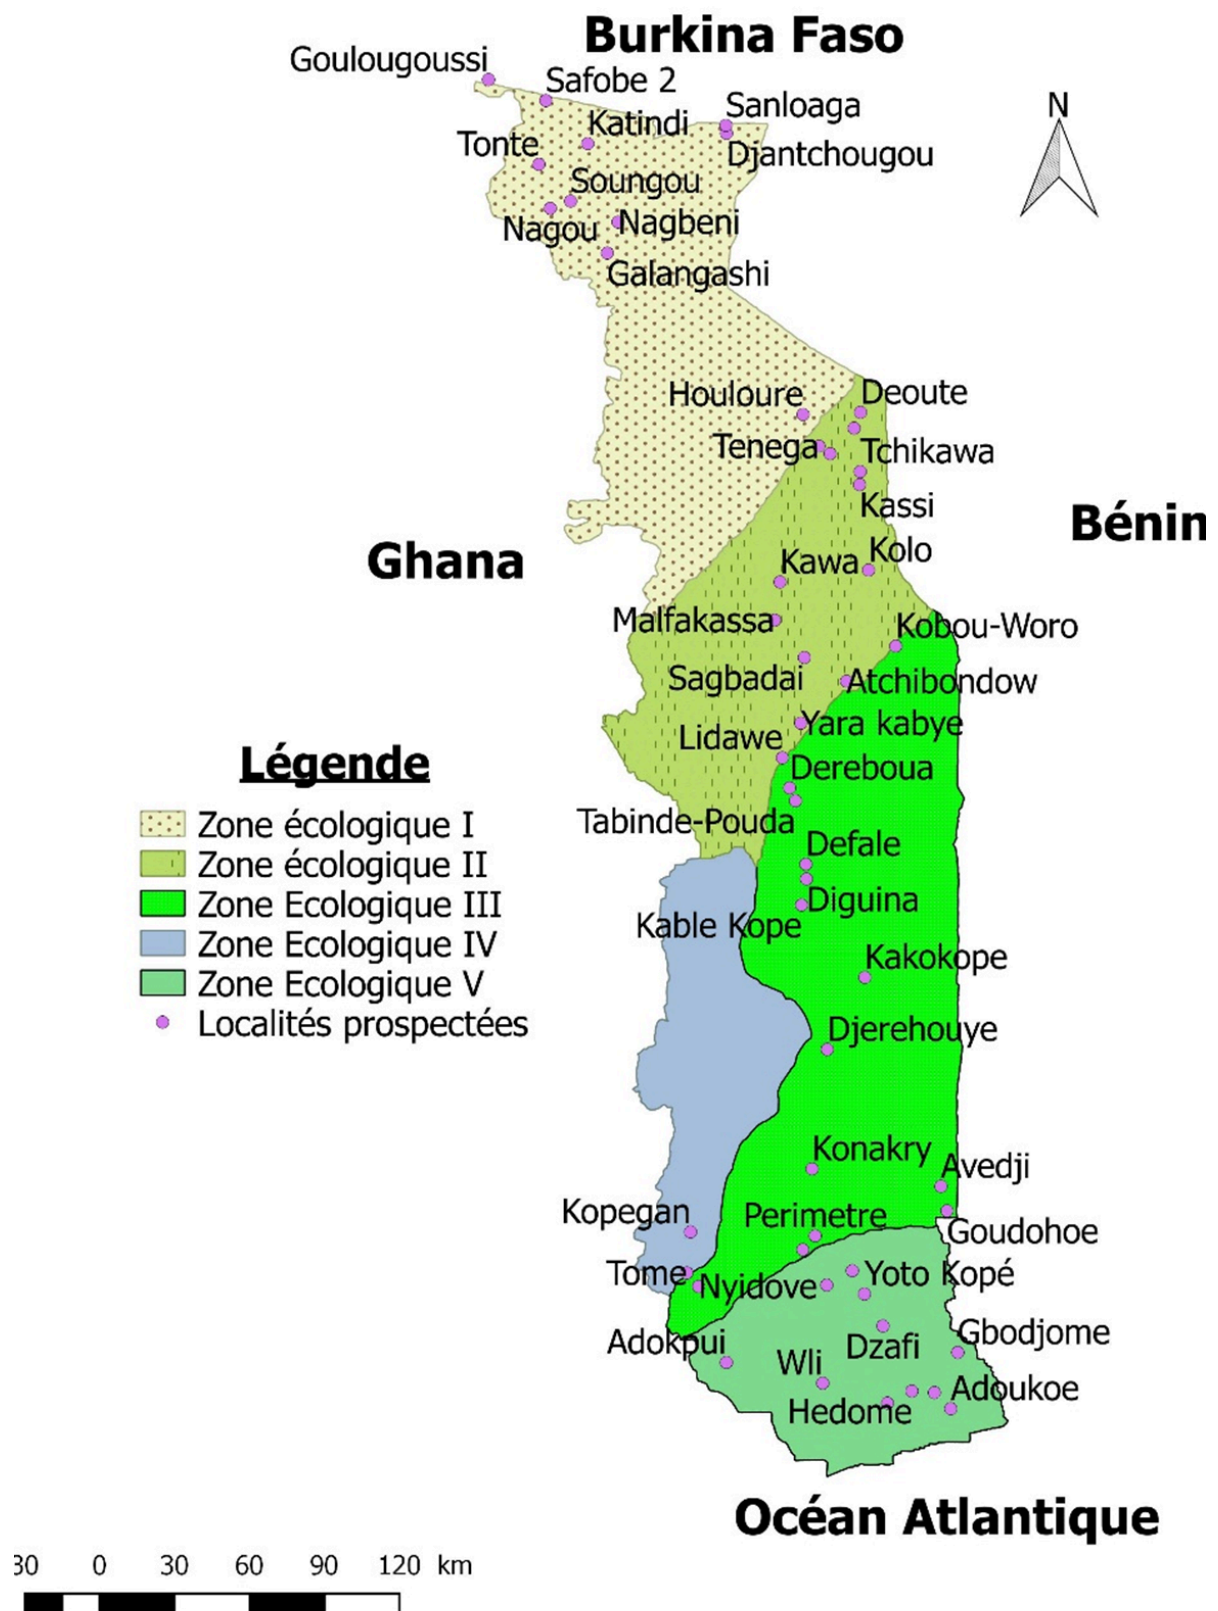 Burkina Faso
Goulougoussi
Safobe 2
Sanloaga
N
Katindi
Tonte
Djantchougou
Soungou
Nagbeni
Nagou
Galangashi
Houloure
Deoute
Tenega
Tchikawa
Kassi
Bénin
Kolo
Ghana
Kawa
Malfakassa
Kobou-Woro
Sagbadai
Atchibondow
Yara kabye
Lidawe
Dereboua
Tabinde-Pouda
Légende
Zone écologique I
Zone écologique II
Zone Ecologique III
Zone Ecologique IV
Zone Ecologique V
Localités prospectées
Defale
Diguina
Kable Kope
Kakokope
Djerehouye
Konakry
Avedji
Kopegan
Perimetre
Goudohoe
Tome
Nyidove
Yoto Kopé
Adokpui
Dzafi
Gbodjome
Wli
Adoukoe
Hedome
Océan Atlantique
30 0 30 60 90 120 km